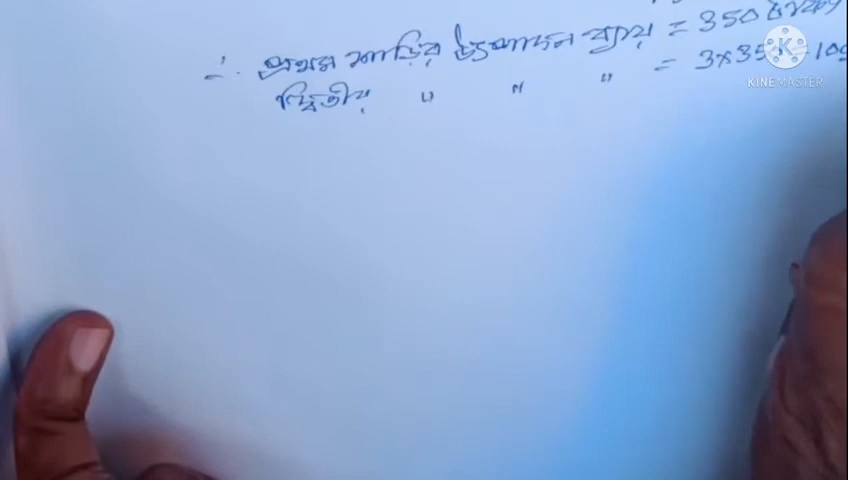 ∴ প্রথম শাড়ির উৎপাদন ব্যয় = 350 টাকা
দ্বিতীয় " " " = 3×35
KINEMASTER